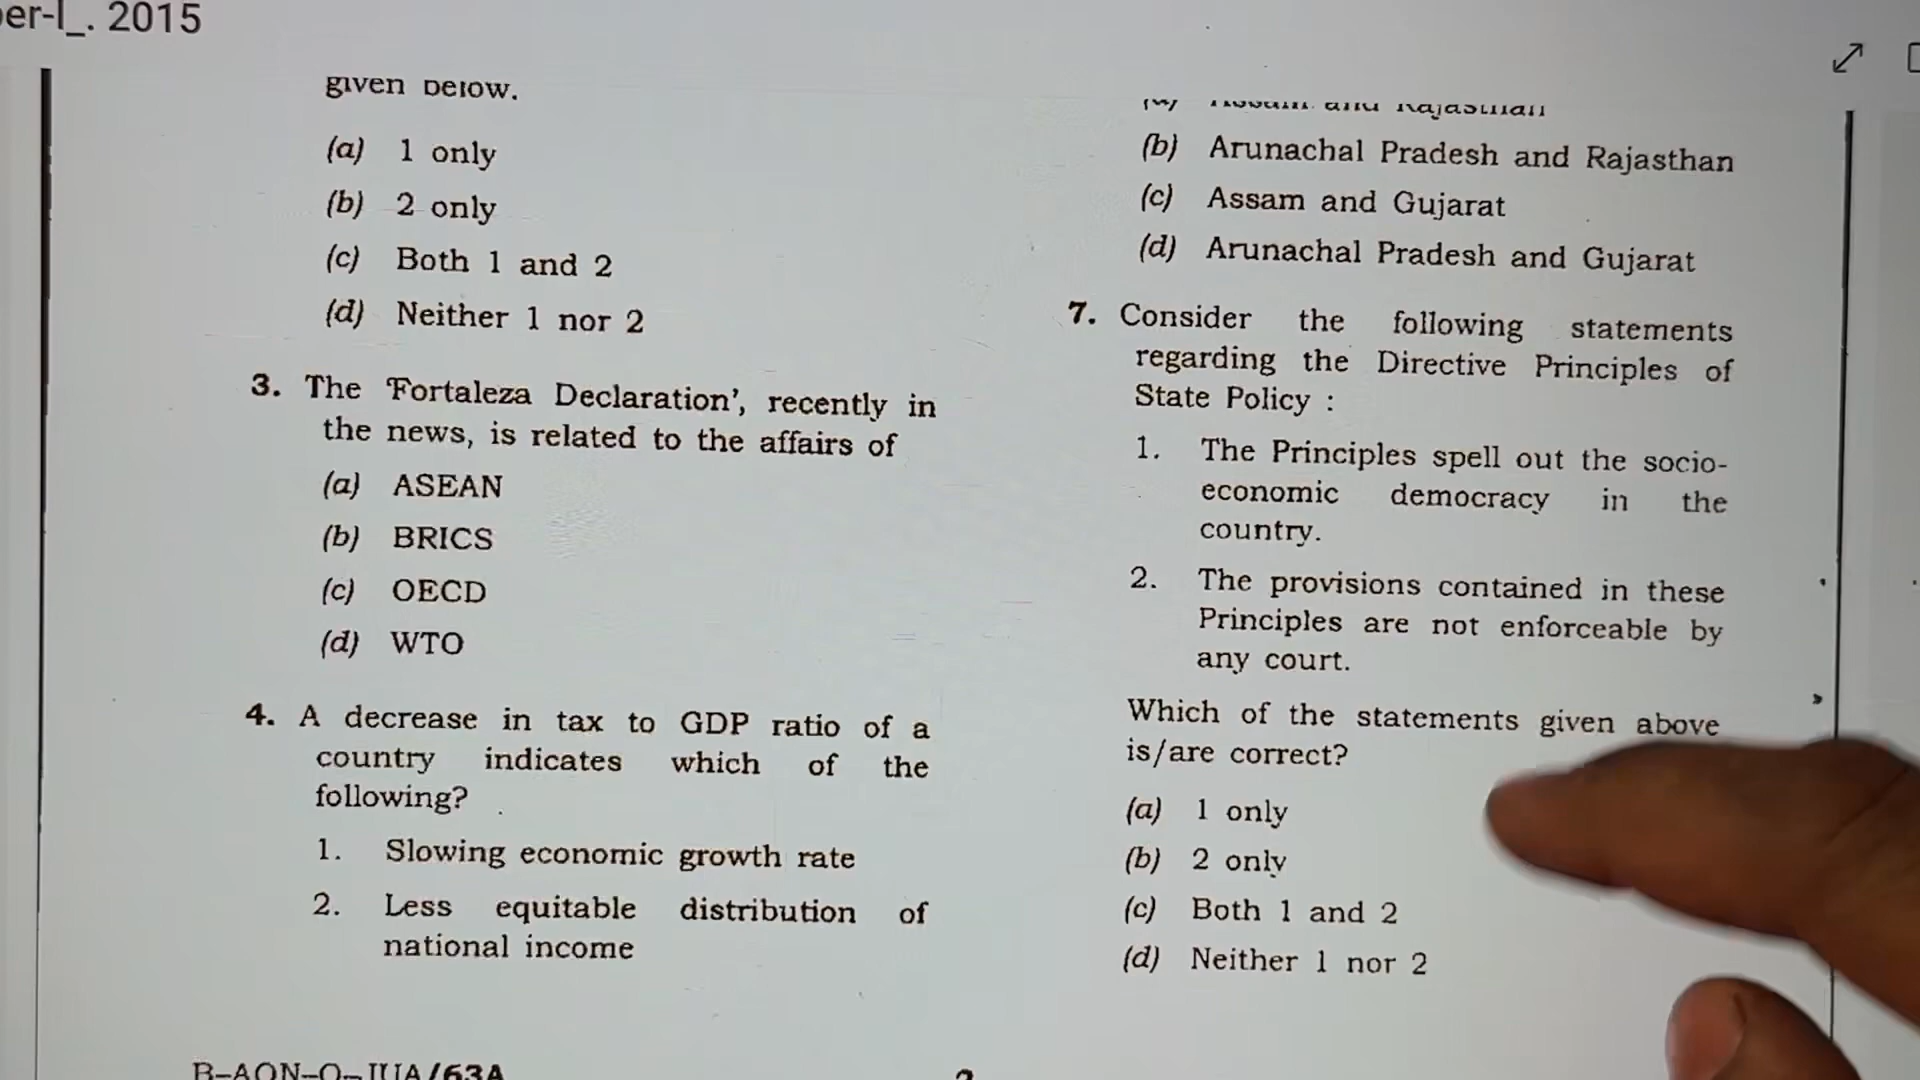 er-I_. 2015
given below.
(a) 1 only
(b) 2 only
(c) Both 1 and 2
(d) Neither 1 nor 2
3. The 'Fortaleza Declaration', recently in
the news, is related to the affairs of
(a) ASEAN
(b) BRICS
(c) OECD
(d) WTO
4. A decrease in tax to GDP ratio of a
country indicates which of the
following?
1. Slowing economic growth rate
2. Less equitable distribution of
national income
B-AON-O-IUA/63A
and Rajasthan
(b) Arunachal Pradesh and Rajasthan
(c) Assam and Gujarat
(d) Arunachal Pradesh and Gujarat
7. Consider the following statements
regarding the Directive Principles of
State Policy :
1. The Principles spell out the socio-
economic democracy in the
country.
2. The provisions contained in these
Principles are not enforceable by
any court.
Which of the statements given above
is/are correct?
(a) 1 only
(b) 2 only
(c) Both 1 and 2
(d) Neither 1 nor 2